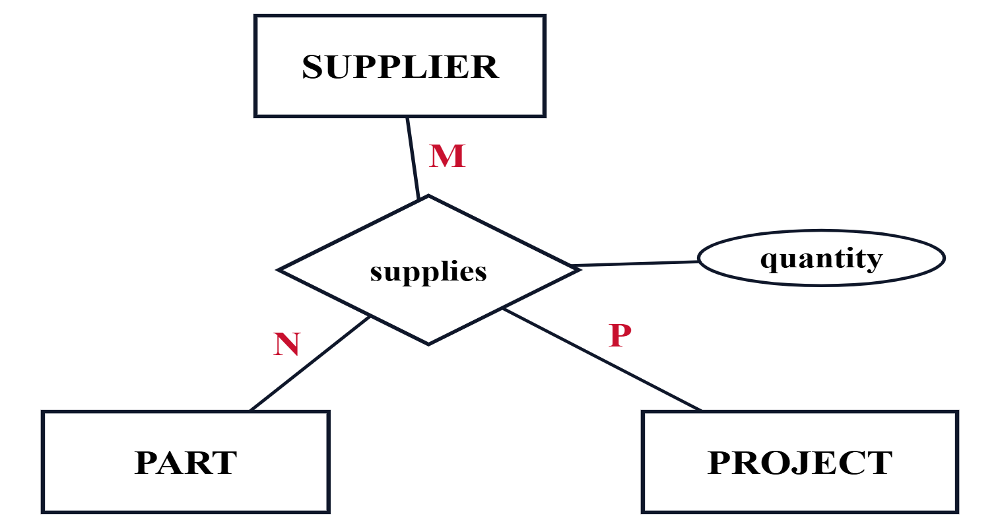 SUPPLIER
M
supplies
quantity
N
P
PART
PROJECT